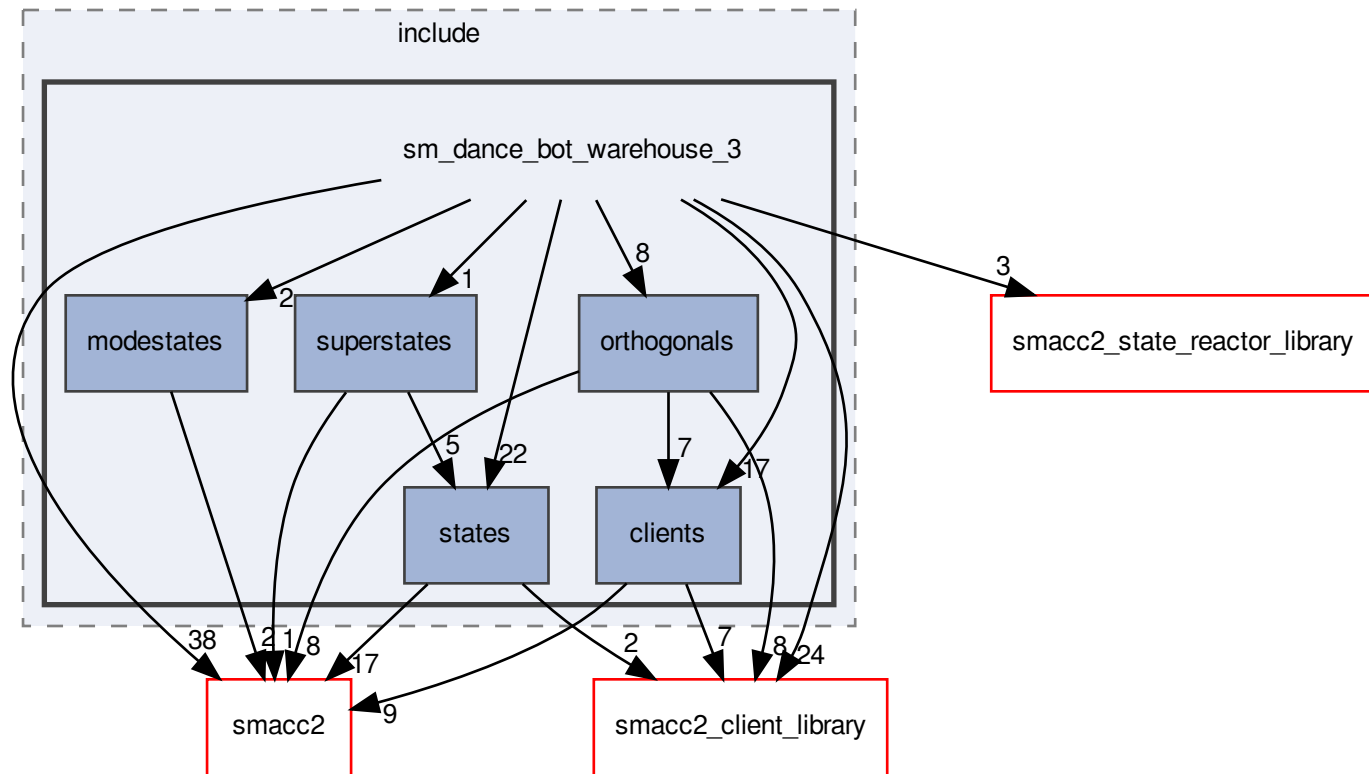 include
sm_dance_bot_warehouse_3
8
3
2
1
modestates
superstates
orthogonals
smacc2_state_reactor_library
5
22
7
17
states
clients
38
2
1
8
17
2
7
8
24
9
smacc2
smacc2_client_library